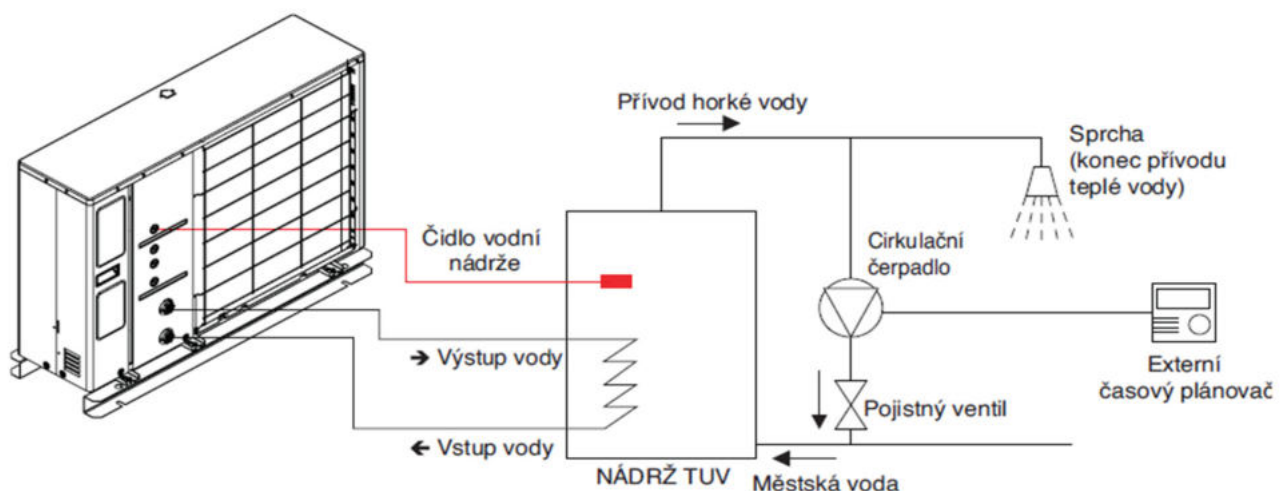 Přívod horké vody
Sprcha
(konec přívodu
teplé vody)
Čidlo vodní
nádrže
Cirkulační
čerpadlo
→ Výstup vody
Externí
časový plánovač
Pojistný ventil
← Vstup vody
NÁDRŽ TUV
Městská voda